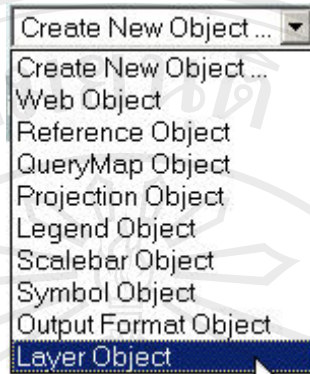 Create New Object ...
Create New Object ...
Web Object
Reference Object
QueryMap Object
Projection Object
Legend Object
Scalebar Object
Symbol Object
Output Format Object
Layer Object